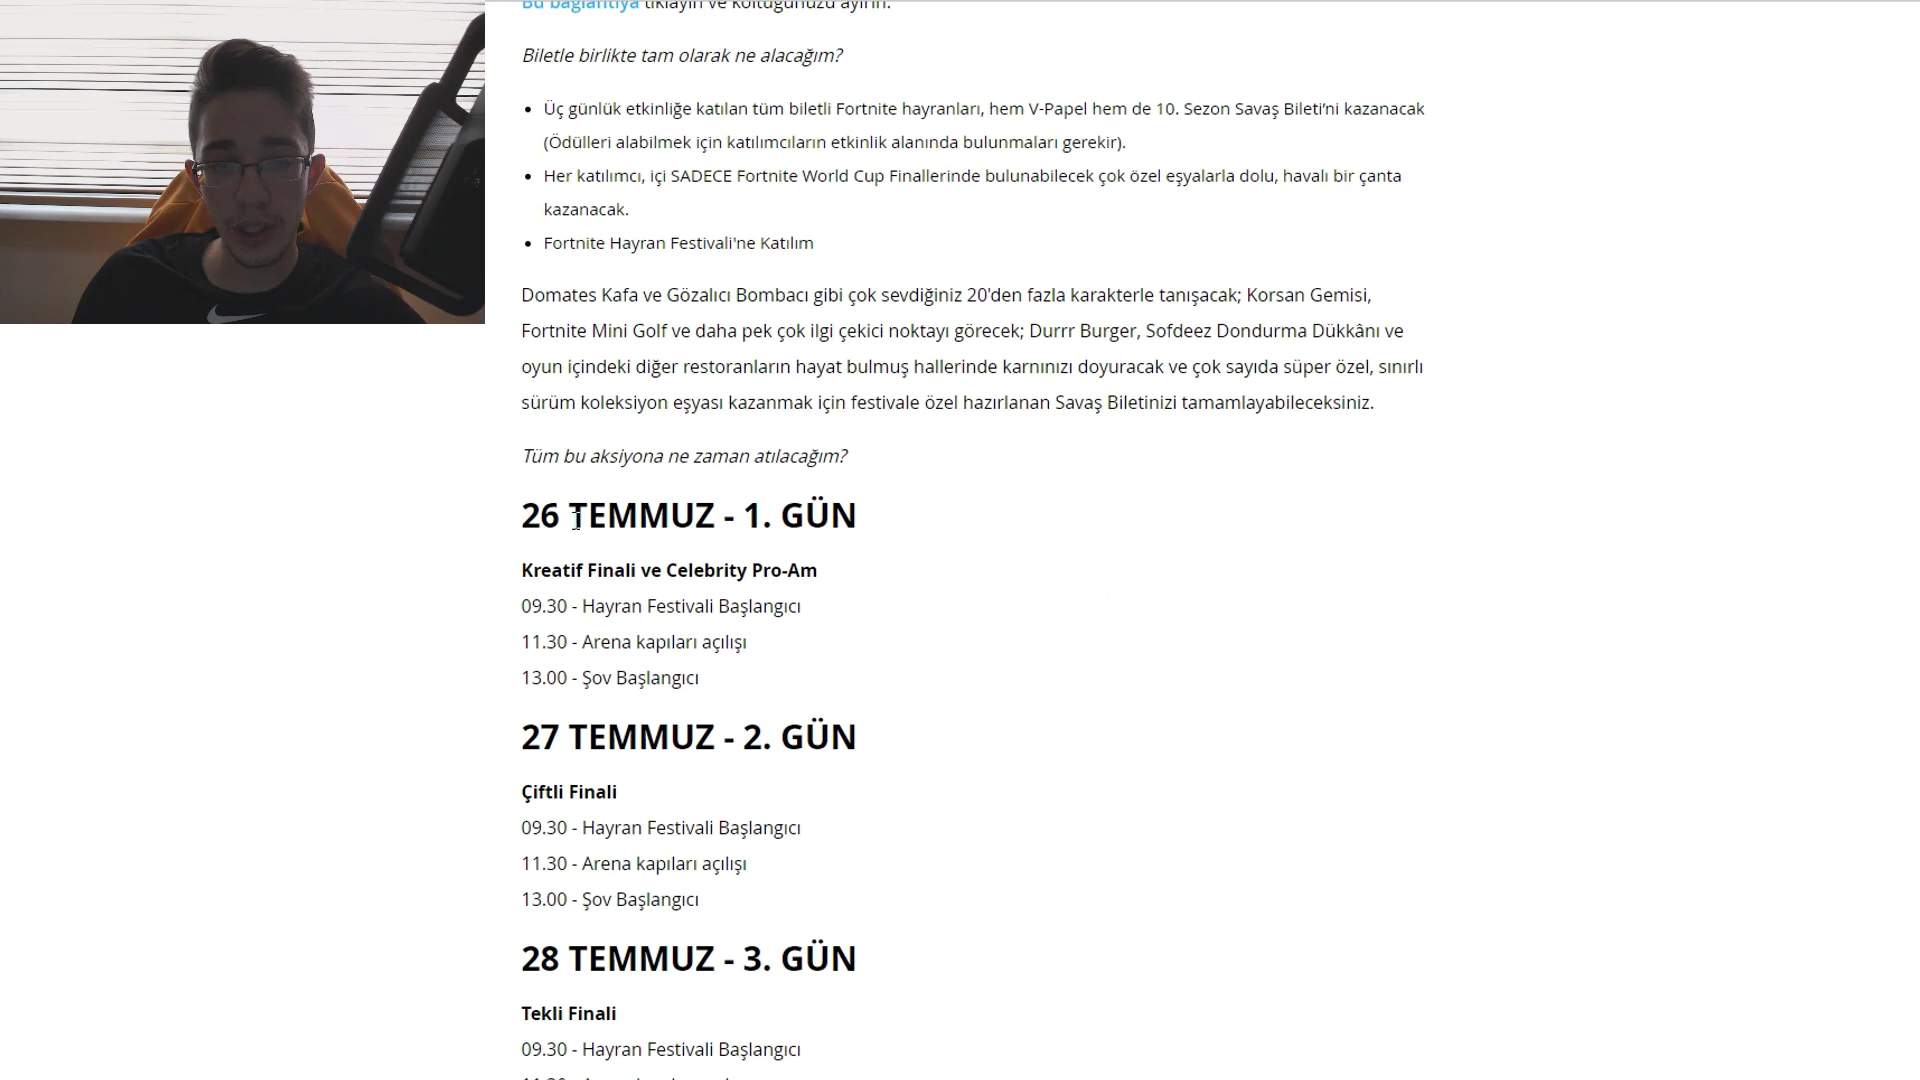 Bu bağlantıya tıklayın ve koltuğunuzu ayırın.
Biletle birlikte tam olarak ne alacağım?
• Üç günlük etkinliğe katılan tüm biletli Fortnite hayranları, hem V-Papel hem de 10. Sezon Savaş Bileti’ni kazanacak
(Ödülleri alabilmek için katılımcıların etkinlik alanında bulunmaları gerekir).
• Her katılımcı, içi SADECE Fortnite World Cup Finallerinde bulunabilecek çok özel eşyalarla dolu, havalı bir çanta
kazanacak.
• Fortnite Hayran Festivali'ne Katılım
Domates Kafa ve Gözalıcı Bombacı gibi çok sevdiğiniz 20'den fazla karakterle tanışacak; Korsan Gemisi,
Fortnite Mini Golf ve daha pek çok ilgi çekici noktayı görecek; Durrr Burger, Sofdeez Dondurma Dükkânı ve
oyun içindeki diğer restoranların hayat bulmuş hallerinde karnınızı doyuracak ve çok sayıda süper özel, sınırlı
sürüm koleksiyon eşyası kazanmak için festivale özel hazırlanan Savaş Biletinizi tamamlayabileceksiniz.
Tüm bu aksiyona ne zaman atılacağım?
26 TEMMUZ - 1. GÜN
Kreatif Finali ve Celebrity Pro-Am
09.30 - Hayran Festivali Başlangıcı
11.30 - Arena kapıları açılışı
13.00 - Şov Başlangıcı
27 TEMMUZ - 2. GÜN
Çiftli Finali
09.30 - Hayran Festivali Başlangıcı
11.30 - Arena kapıları açılışı
13.00 - Şov Başlangıcı
28 TEMMUZ - 3. GÜN
Tekli Finali
09.30 - Hayran Festivali Başlangıcı